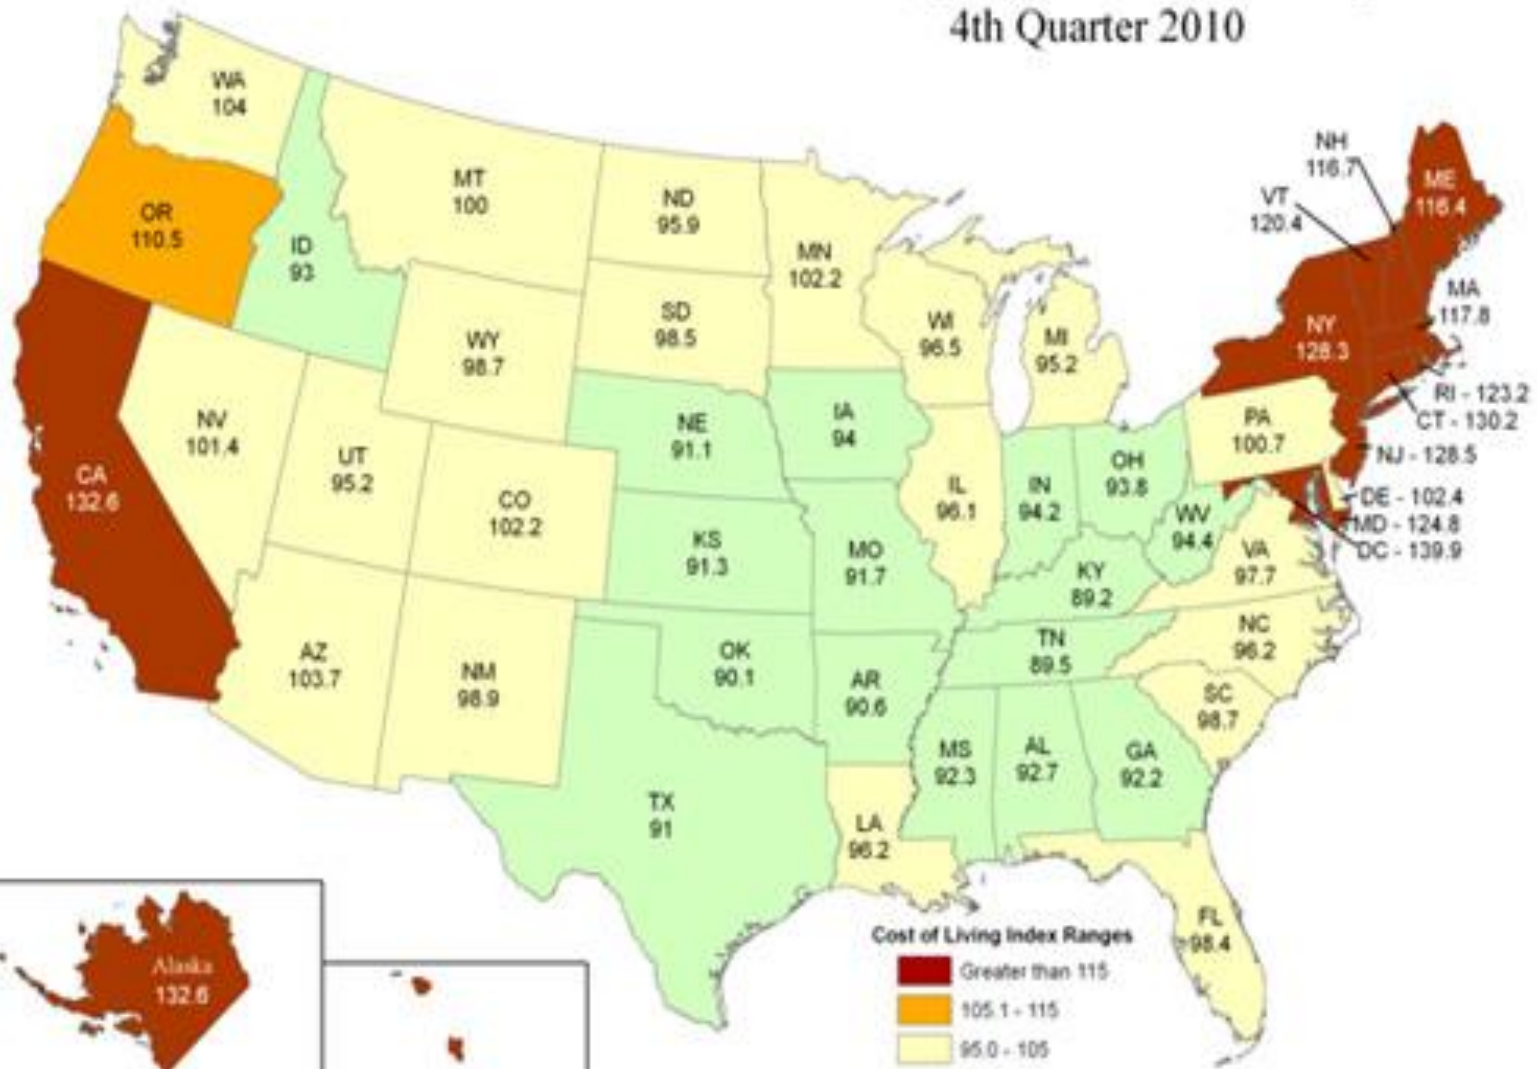 4th Quarter 2010
WA
104
OR
110.5
ID
93
MT
100
ND
95.9
MN
102.2
SD
98.5
WY
98.7
WI
96.5
MI
95.2
NH
116.7
VT
120.4
ME
116.4
MA
117.8
NY
128.3
RI - 123.2
CT - 130.2
NJ - 128.5
DE - 102.4
MD - 124.8
DC - 139.9
PA
100.7
NV
101.4
UT
95.2
CO
102.2
NE
91.1
IA
94
IL
96.1
IN
94.2
OH
93.8
WV
94.4
VA
97.7
CA
132.6
KS
91.3
MO
91.7
KY
89.2
NC
96.2
TN
89.5
AZ
103.7
NM
98.9
OK
90.1
AR
90.6
SC
98.7
MS
92.3
AL
92.7
GA
92.2
TX
91
LA
96.2
FL
98.4
Alaska
132.6
Cost of Living Index Ranges
Greater than 115
105.1 - 115
95.0 - 105